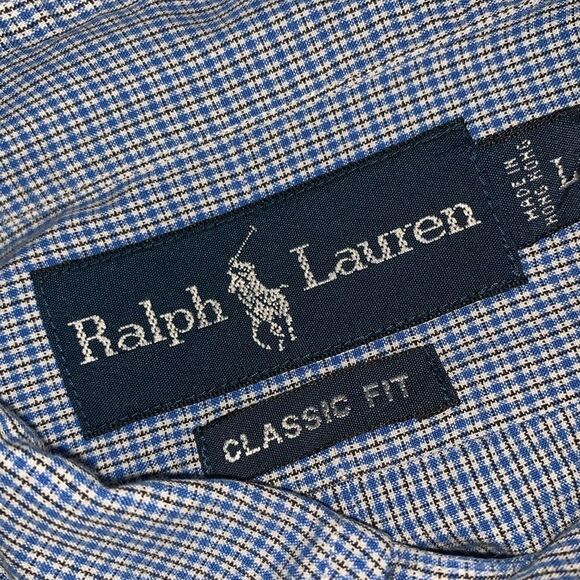 Ralph Lauren
CLASSIC FIT
MADE IN
HONG KONG
L